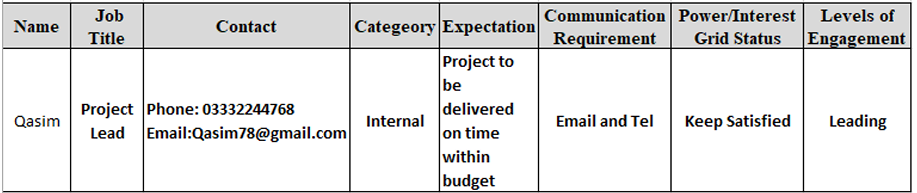 Name
Job
Title
Contact
Categeory
Expectation
Communication
Requirement
Power/Interest
Grid Status
Levels of
Engagement
Qasim
Project
Lead
Phone: 03332244768
Email:Qasim78@gmail.com
Internal
Project to
be
delivered
on time
within
budget
Email and Tel
Keep Satisfied
Leading